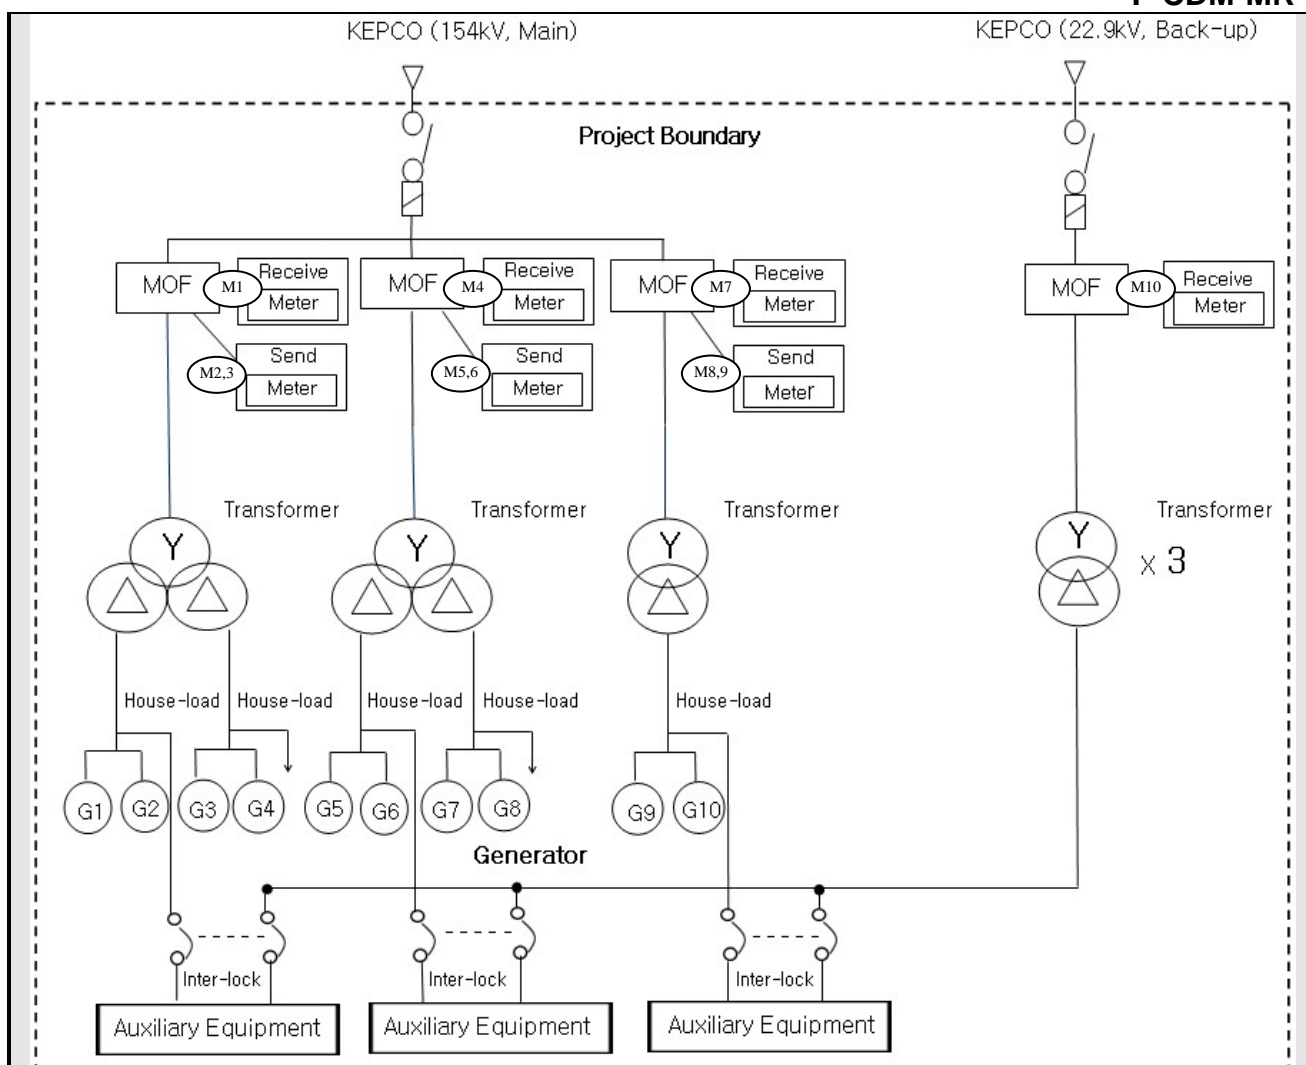 KEPCO (154kV, Main)
KEPCO (22.9kV, Back-up)
Project Boundary
MOF
M1
Receive
Meter
MOF
M4
Receive
Meter
MOF
M7
Receive
Meter
MOF
M10
Receive
Meter
M2,3
Send
Meter
M5,6
Send
Meter
M8,9
Send
Meter
Transformer
Transformer
Transformer
Transformer
Y
Y
Y
Y
x 3
House-load
House-load
House-load
House-load
House-load
G1
G2
G3
G4
G5
G6
G7
G8
G9
G10
Generator
Inter-lock
Inter-lock
Inter-lock
Auxiliary Equipment
Auxiliary Equipment
Auxiliary Equipment